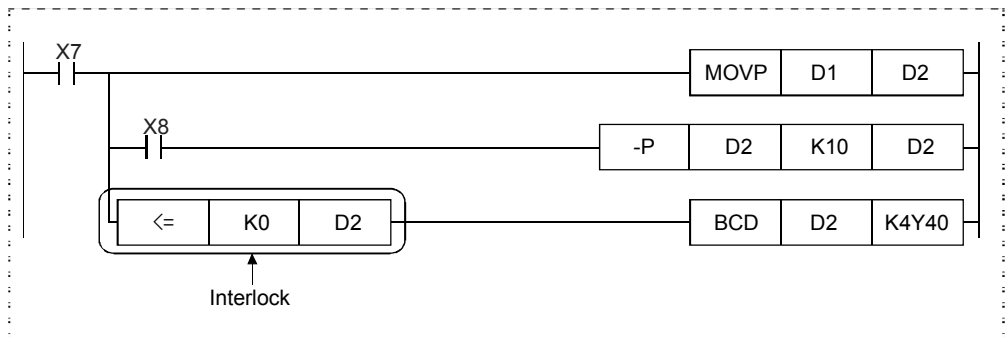 X7
MOVP D1 D2
X8
-P D2 K10 D2
<= K0 D2 BCD D2 K4Y40
Interlock